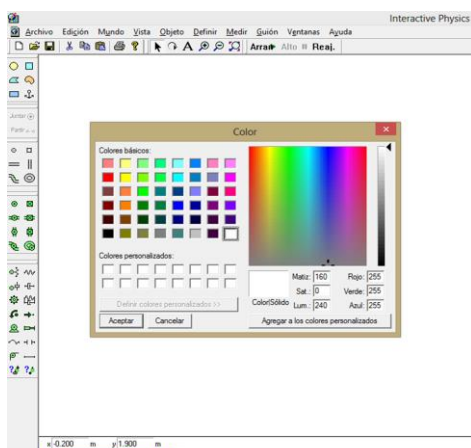 Interactive Physics
Archivo Edición Mundo Vista Objeto Definir Medir Guión Ventanas Ayuda
Arran Alto Reaj.
Juntar
Partir
Color
Colores básicos:
Colores personalizados:
Definir colores personalizados >>
Aceptar Cancelar
Color|Sólido
Matiz: 160 Rojo: 255
Sat.: 0 Verde: 255
Lum.: 240 Azul: 255
Agregar a los colores personalizados
x -0.200 m y 1.900 m